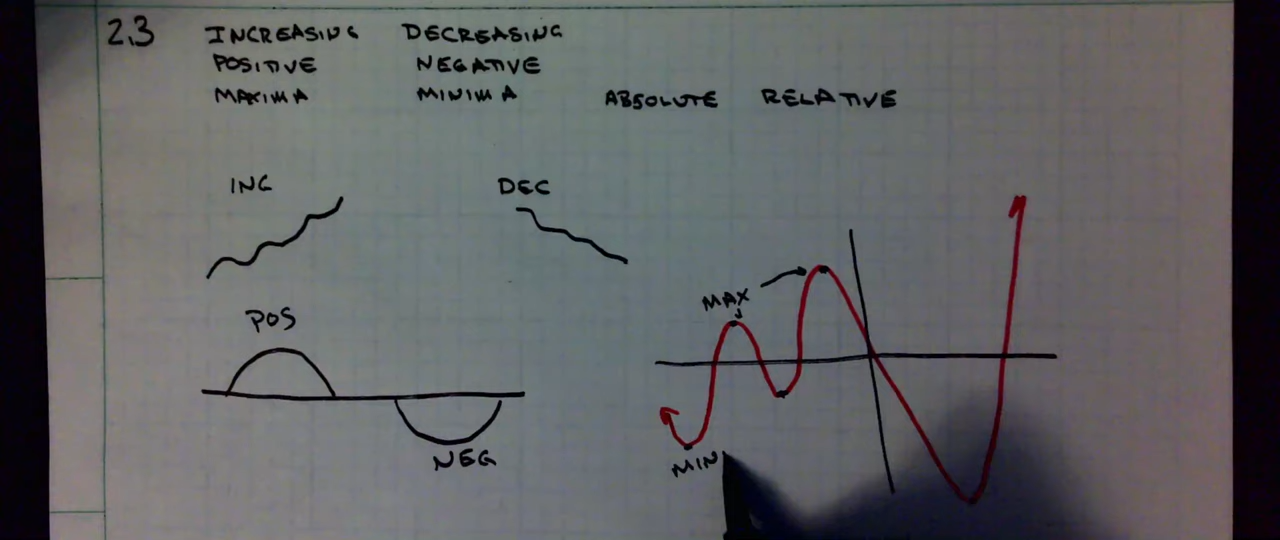 2.3 INCREASING DECREASING
POSITIVE NEGATIVE
MAXIMA MINIMA ABSOLUTE RELATIVE
INC DEC
MAX
POS
NEG
MIN